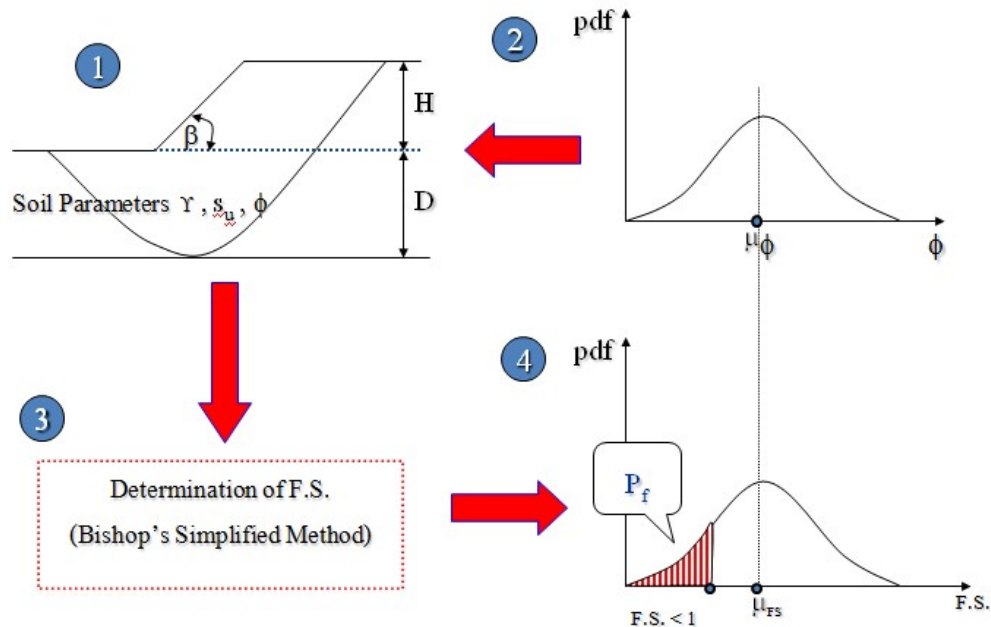 1
H
β
D
Soil Parameters ϒ , su , ϕ
2
pdf
μϕ
ϕ
3
Determination of F.S.
(Bishop’s Simplified Method)
4
pdf
Pf
F.S. < 1
μFS
F.S.